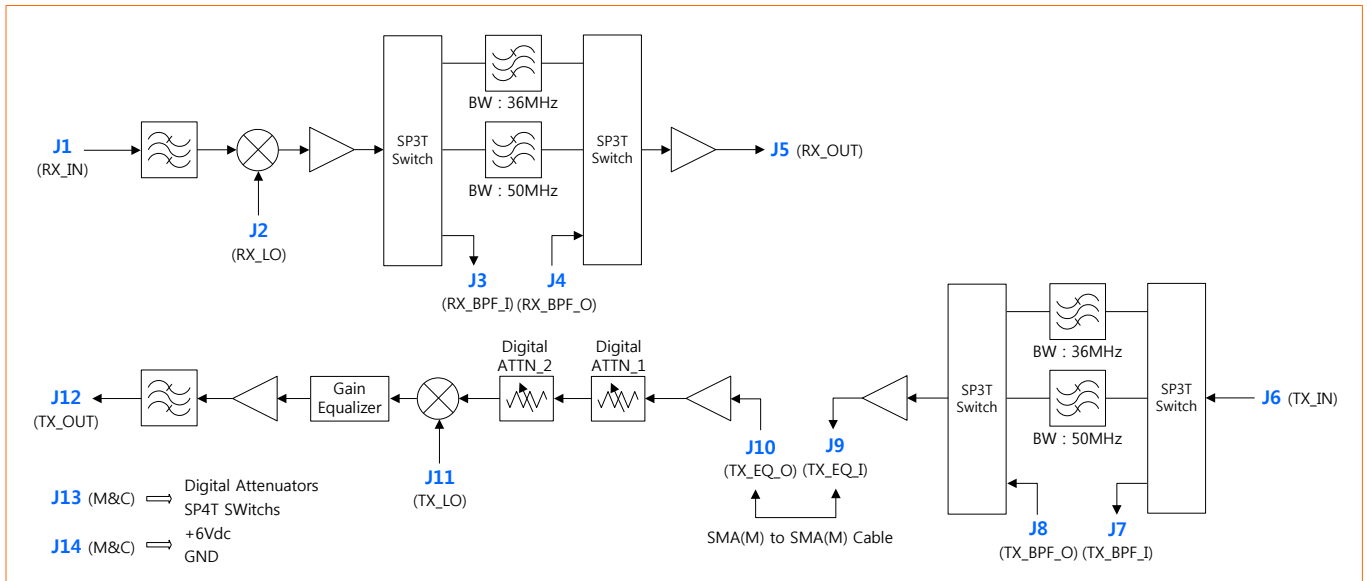 J1
(RX_IN)
J2
(RX_LO)
SP3T
Switch
BW : 36MHz
BW : 50MHz
J3
(RX_BPF_I)
J4
(RX_BPF_O)
SP3T
Switch
J5 (RX_OUT)
J12
(TX_OUT)
Gain
Equalizer
J11
(TX_LO)
Digital
ATTN_2
Digital
ATTN_1
J10
(TX_EQ_O)
J9
(TX_EQ_I)
SMA(M) to SMA(M) Cable
SP3T
Switch
BW : 36MHz
BW : 50MHz
J8
(TX_BPF_O)
J7
(TX_BPF_I)
SP3T
Switch
J6 (TX_IN)
J13 (M&C)
Digital Attenuators
SP4T SWitchs
J14 (M&C)
+6Vdc
GND